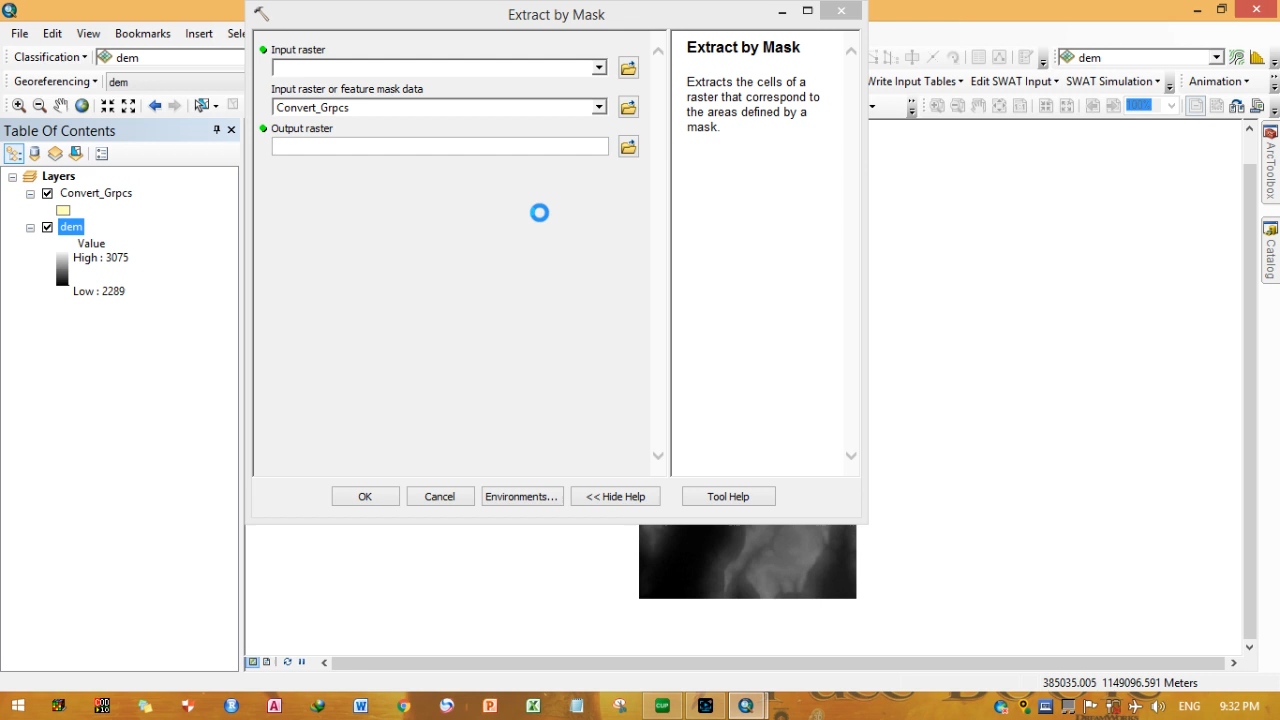 Extract by Mask
File Edit View Bookmarks Insert
Classification dem
Georeferencing dem
dem
Write Input Tables Edit SWAT Input SWAT Simulation Animation
100%
Table Of Contents
Layers
Convert_Grpcs
dem
Value
High : 3075
Low : 2289
Input raster
Input raster or feature mask data
Convert_Grpcs
Output raster
OK Cancel Environments... << Hide Help Tool Help
Extract by Mask
Extracts the cells of a
raster that correspond to
the areas defined by a
mask.
ArcToolbox
Catalog
385035.005 1149096.591 Meters
CUP
ENG 9:32 PM